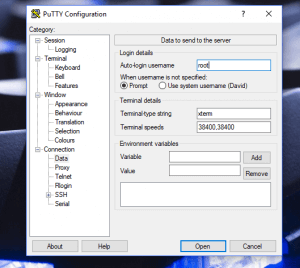 PuTTY Configuration
Category:
Session
Logging
Terminal
Keyboard
Bell
Features
Window
Appearance
Behaviour
Translation
Selection
Colours
Connection
Data
Proxy
Telnet
Rlogin
SSH
Serial
Data to send to the server
Login details
Auto-login username
root
When username is not specified:
Prompt
Use system username (David)
Terminal details
Terminal-type string
xterm
Terminal speeds
38400,38400
Environment variables
Variable
Add
Value
Remove
About
Help
Open
Cancel